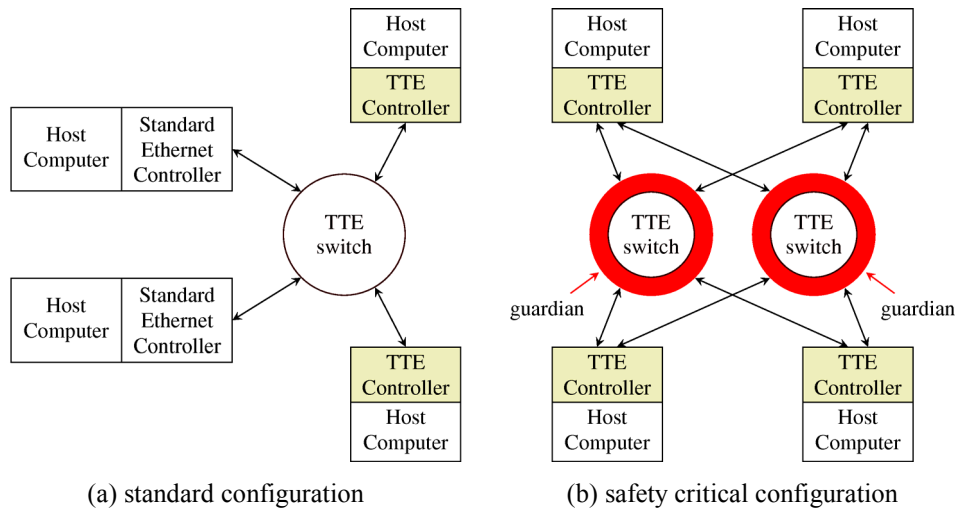 Host
Computer
TTE
Controller
Host
Computer
Standard
Ethernet
Controller
TTE
switch
Host
Computer
Standard
Ethernet
Controller
TTE
Controller
Host
Computer
(a) standard configuration
Host
Computer
TTE
Controller
Host
Computer
TTE
Controller
TTE
switch
TTE
switch
guardian
guardian
TTE
Controller
Host
Computer
TTE
Controller
Host
Computer
(b) safety critical configuration